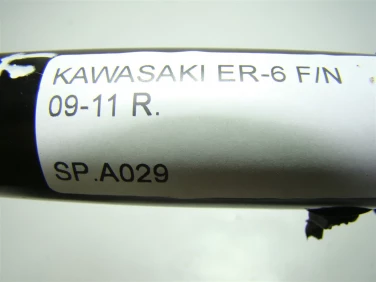 KAWASAKI ER-6 F/N
09-11 R.
SP.A029